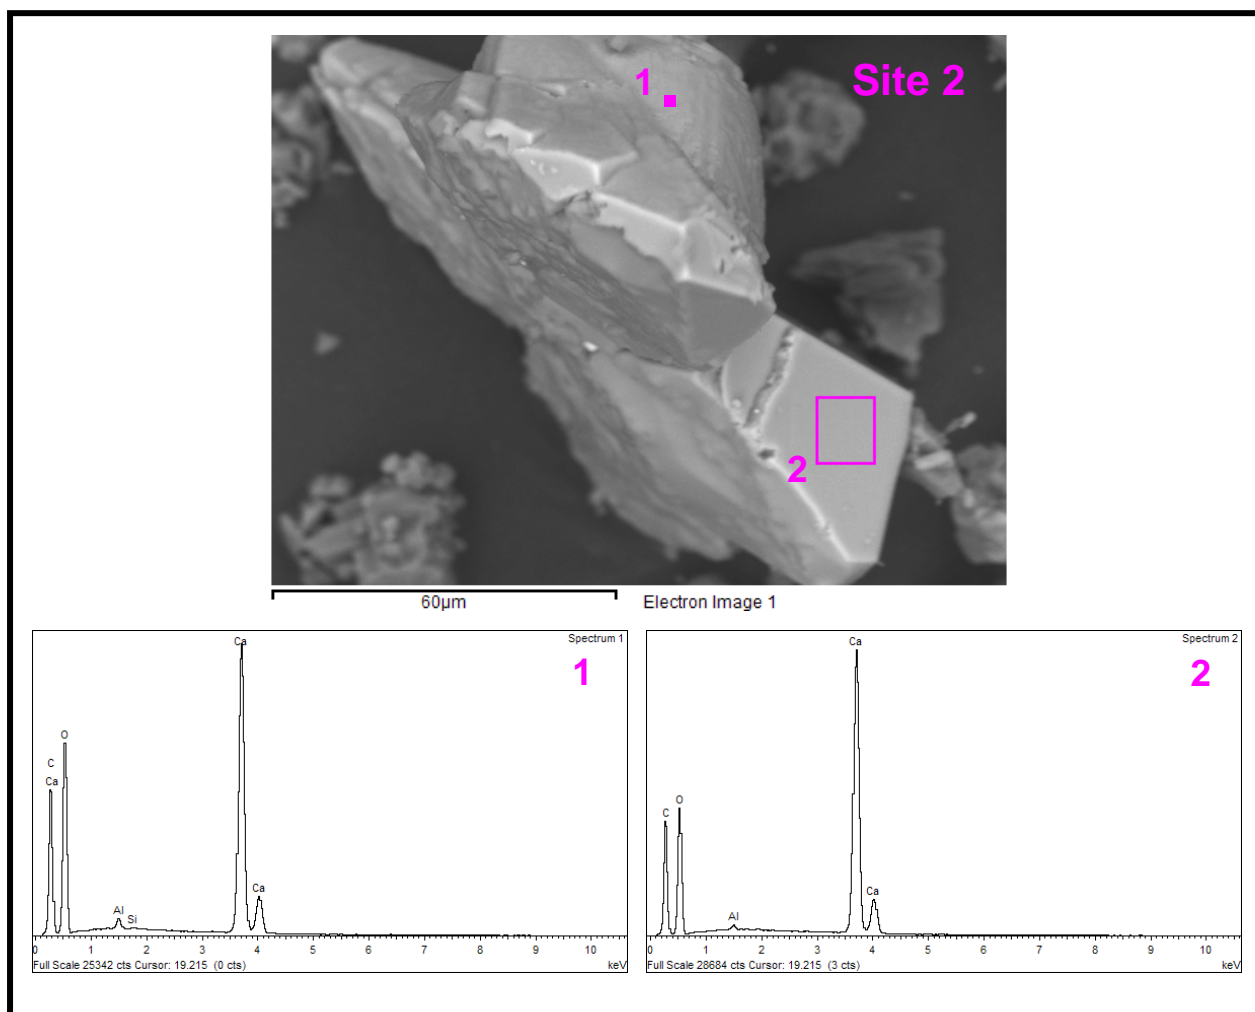 Site 2
1
2
60µm
Electron Image 1
Spectrum 1
1
Ca
O
C
Ca
Al
Si
Ca
0 1 2 3 4 5 6 7 8 9 10
Full Scale 25342 cts Cursor: 19.215 (0 cts)
keV
Spectrum 2
2
Ca
O
C
Al
Ca
0 1 2 3 4 5 6 7 8 9 10
Full Scale 28684 cts Cursor: 19.215 (3 cts)
keV